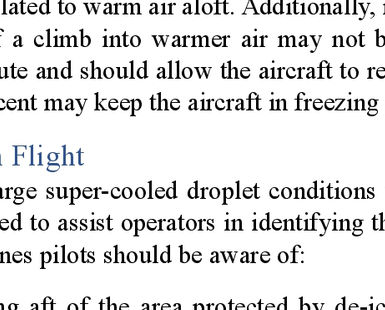 lated to warm air aloft. Additionally,
f a climb into warmer air may not b
ute and should allow the aircraft to re
cent may keep the aircraft in freezing
n Flight
arge super-cooled droplet conditions
ed to assist operators in identifying th
nes pilots should be aware of:
ng aft of the area protected by de-ic